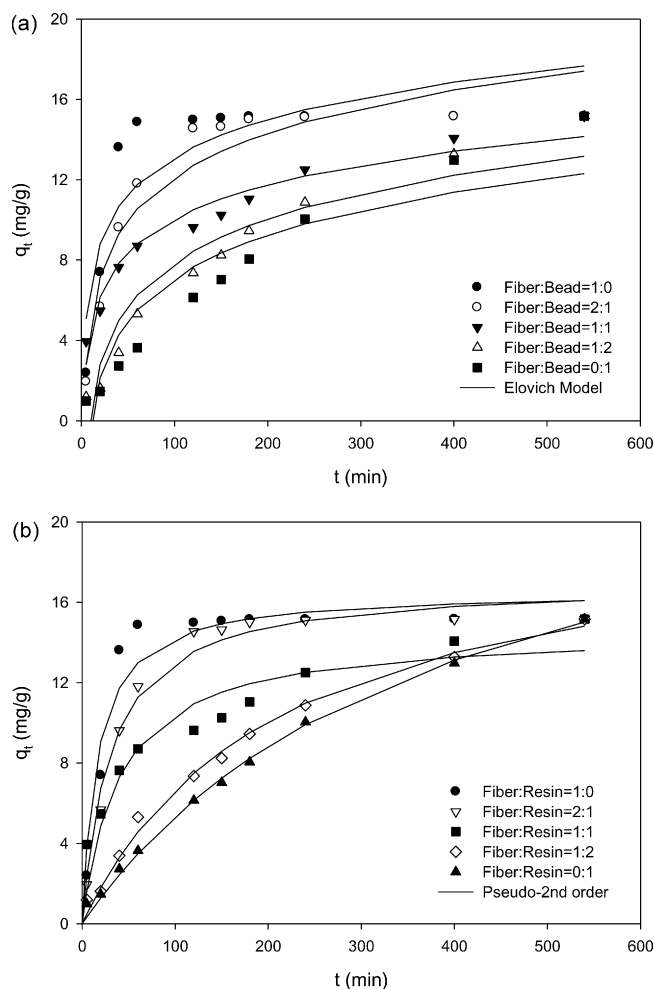 (a)
20
16
12
8
4
0
qt (mg/g)
Fiber:Bead=1:0
Fiber:Bead=2:1
Fiber:Bead=1:1
Fiber:Bead=1:2
Fiber:Bead=0:1
Elovich Model
0 100 200 300 400 500 600
t (min)
(b)
20
16
12
8
4
0
qt (mg/g)
Fiber:Resin=1:0
Fiber:Resin=2:1
Fiber:Resin=1:1
Fiber:Resin=1:2
Fiber:Resin=0:1
Pseudo-2nd order
0 100 200 300 400 500 600
t (min)